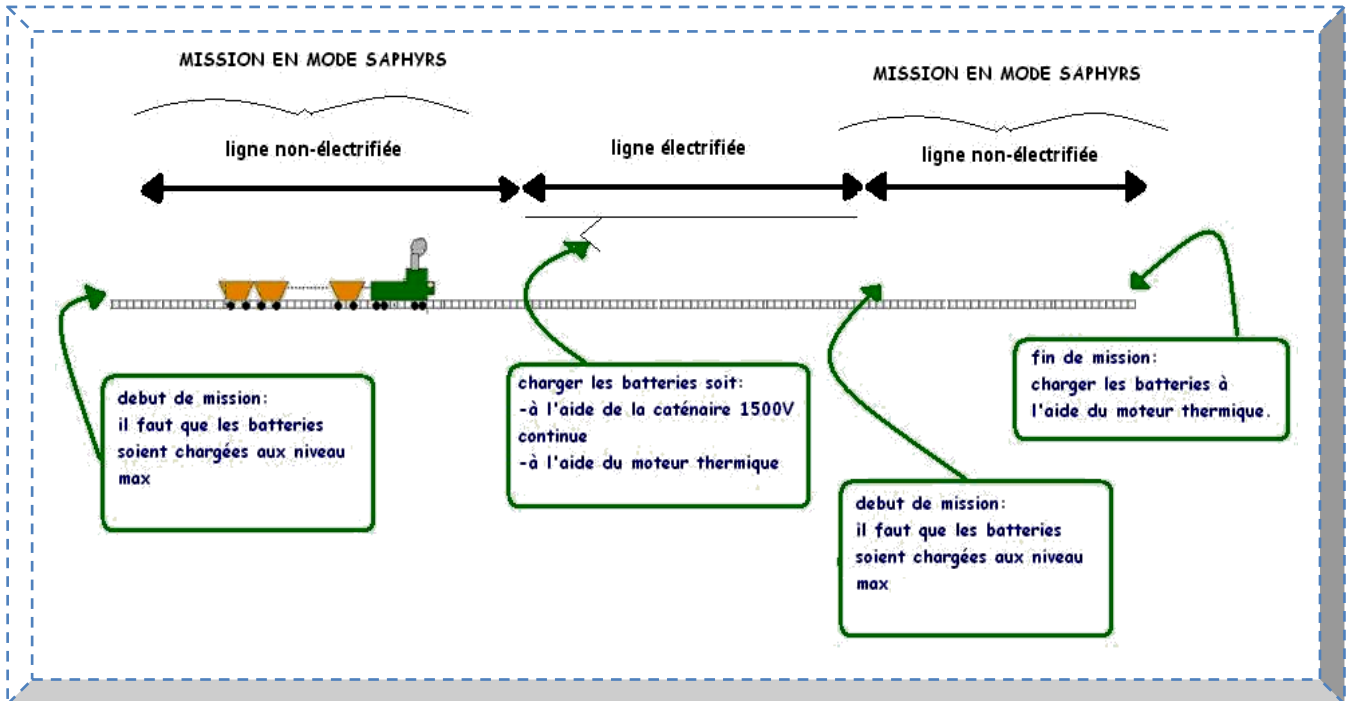 MISSION EN MODE SAPHYRS
MISSION EN MODE SAPHYRS
ligne non-électrifiée
ligne électrifiée
ligne non-électrifiée
debut de mission:
il faut que les batteries
soient chargées aux niveau
max
charger les batteries soit:
-à l'aide de la caténaire 1500V
continue
-à l'aide du moteur thermique
debut de mission:
il faut que les batteries
soient chargées aux niveau
max
fin de mission:
charger les batteries à
l'aide du moteur thermique.